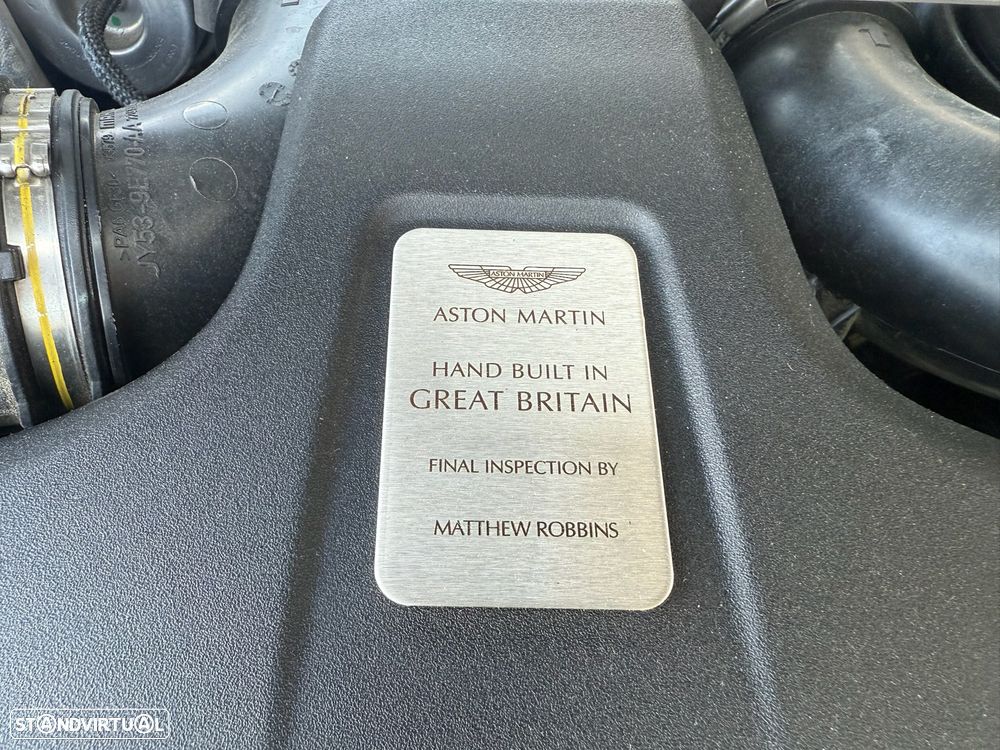 ASTON MARTIN
ASTON MARTIN
HAND BUILT IN
GREAT BRITAIN
FINAL INSPECTION BY
MATTHEW ROBBINS
STANDVIRTUAL